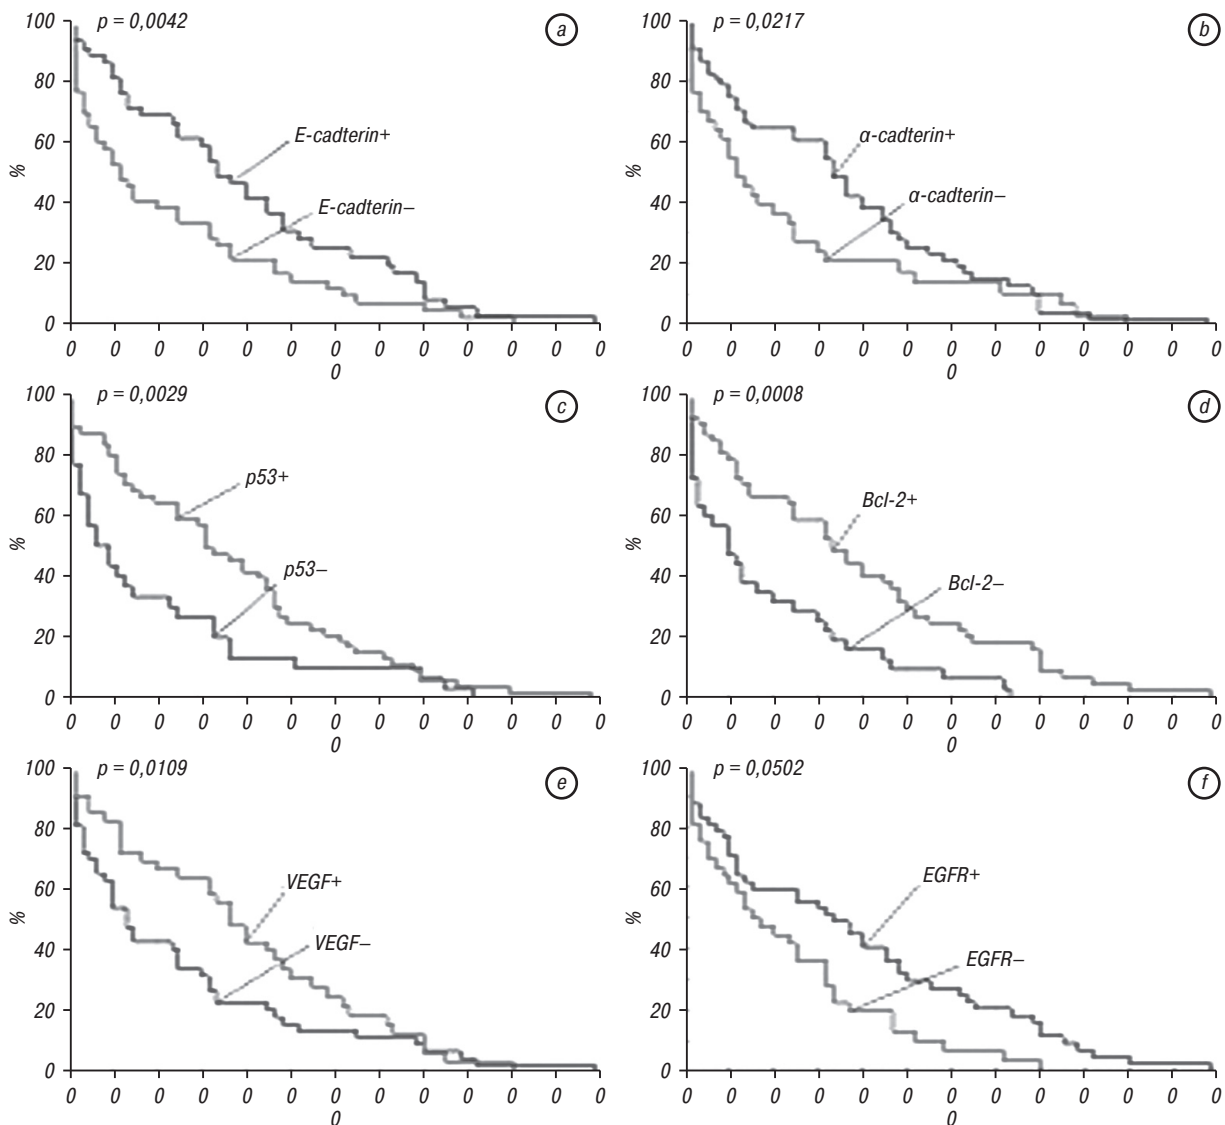 100
p = 0,0042
a
80
60
%
40
20
0
E-cadterin+
E-cadterin–
0 0 0 0 0 0 0 0 0 0 0 0 0
0
100
p = 0,0217
b
80
60
%
40
20
0
α-cadterin+
α-cadterin–
0 0 0 0 0 0 0 0 0 0 0 0 0
0
100
p = 0,0029
c
80
60
%
40
20
0
p53+
p53–
0 0 0 0 0 0 0 0 0 0 0 0 0
0
100
p = 0,0008
d
80
60
%
40
20
0
Bcl-2+
Bcl-2–
0 0 0 0 0 0 0 0 0 0 0 0 0
0
100
p = 0,0109
e
80
60
%
40
20
0
VEGF+
VEGF–
0 0 0 0 0 0 0 0 0 0 0 0 0
0
100
p = 0,0502
f
80
60
%
40
20
0
EGFR+
EGFR–
0 0 0 0 0 0 0 0 0 0 0 0 0
0